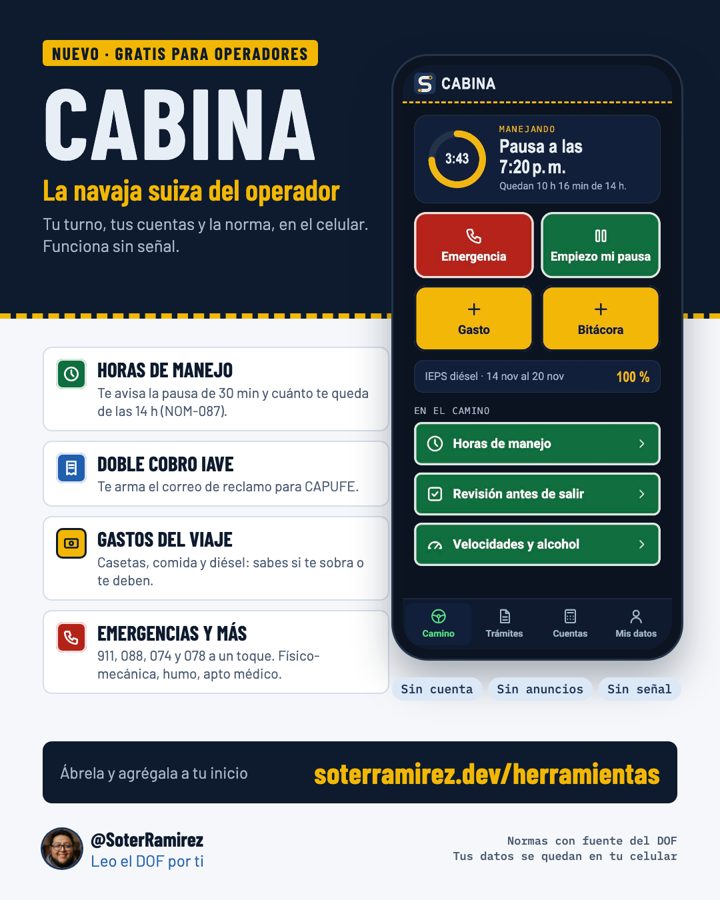 NUEVO · GRATIS PARA OPERADORES
CABINA
La navaja suiza del operador
Tu turno, tus cuentas y la norma, en el celular.
Funciona sin señal.
HORAS DE MANEJO
Te avisa la pausa de 30 min y cuánto te queda
de las 14 h (NOM-087).
DOBLE COBRO IAVE
Te arma el correo de reclamo para CAPUFE.
GASTOS DEL VIAJE
Casetas, comida y diésel: sabes si te sobra o
te deben.
EMERGENCIAS Y MÁS
911, 088, 074 y 078 a un toque. Físico-
mecánica, humo, apto médico.
S CABINA
MANEJANDO
3:43
Pausa a las
7:20 p. m.
Quedan 10 h 16 min de 14 h.
Emergencia
Empiezo mi pausa
Gasto
Bitácora
IEPS diésel · 14 nov al 20 nov 100 %
EN EL CAMINO
Horas de manejo
Revisión antes de salir
Velocidades y alcohol
Camino Trámites Cuentas Mis datos
Sin cuenta Sin anuncios Sin señal
Ábrela y agrégala a tu inicio soterramirez.dev/herramientas
@SoterRamirez
Leo el DOF por ti
Normas con fuente del DOF
Tus datos se quedan en tu celular